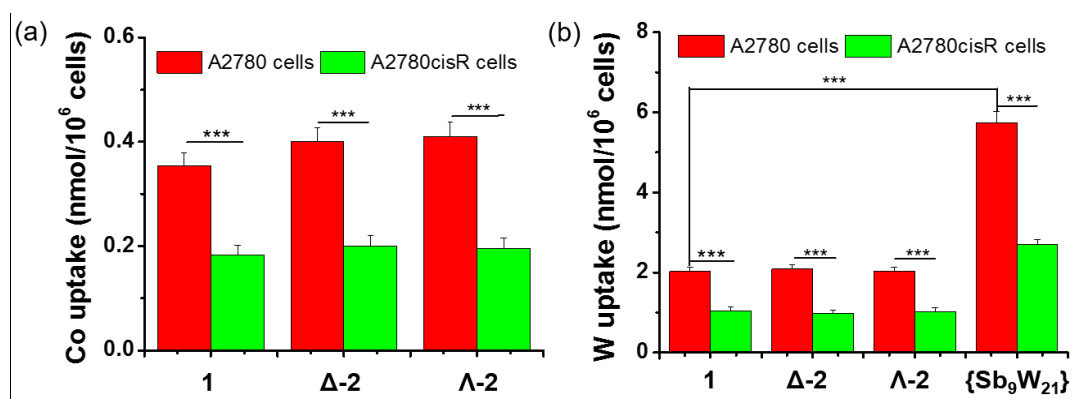 (a)
Co uptake (nmol/10⁶ cells)
0.6
0.4
0.2
0.0
A2780 cells
A2780cisR cells
***
***
***
1
Δ-2
Λ-2
(b)
W uptake (nmol/10⁶ cells)
8
6
4
2
0
A2780 cells
A2780cisR cells
***
***
***
***
***
1
Δ-2
Λ-2
{Sb₉W₂₁}